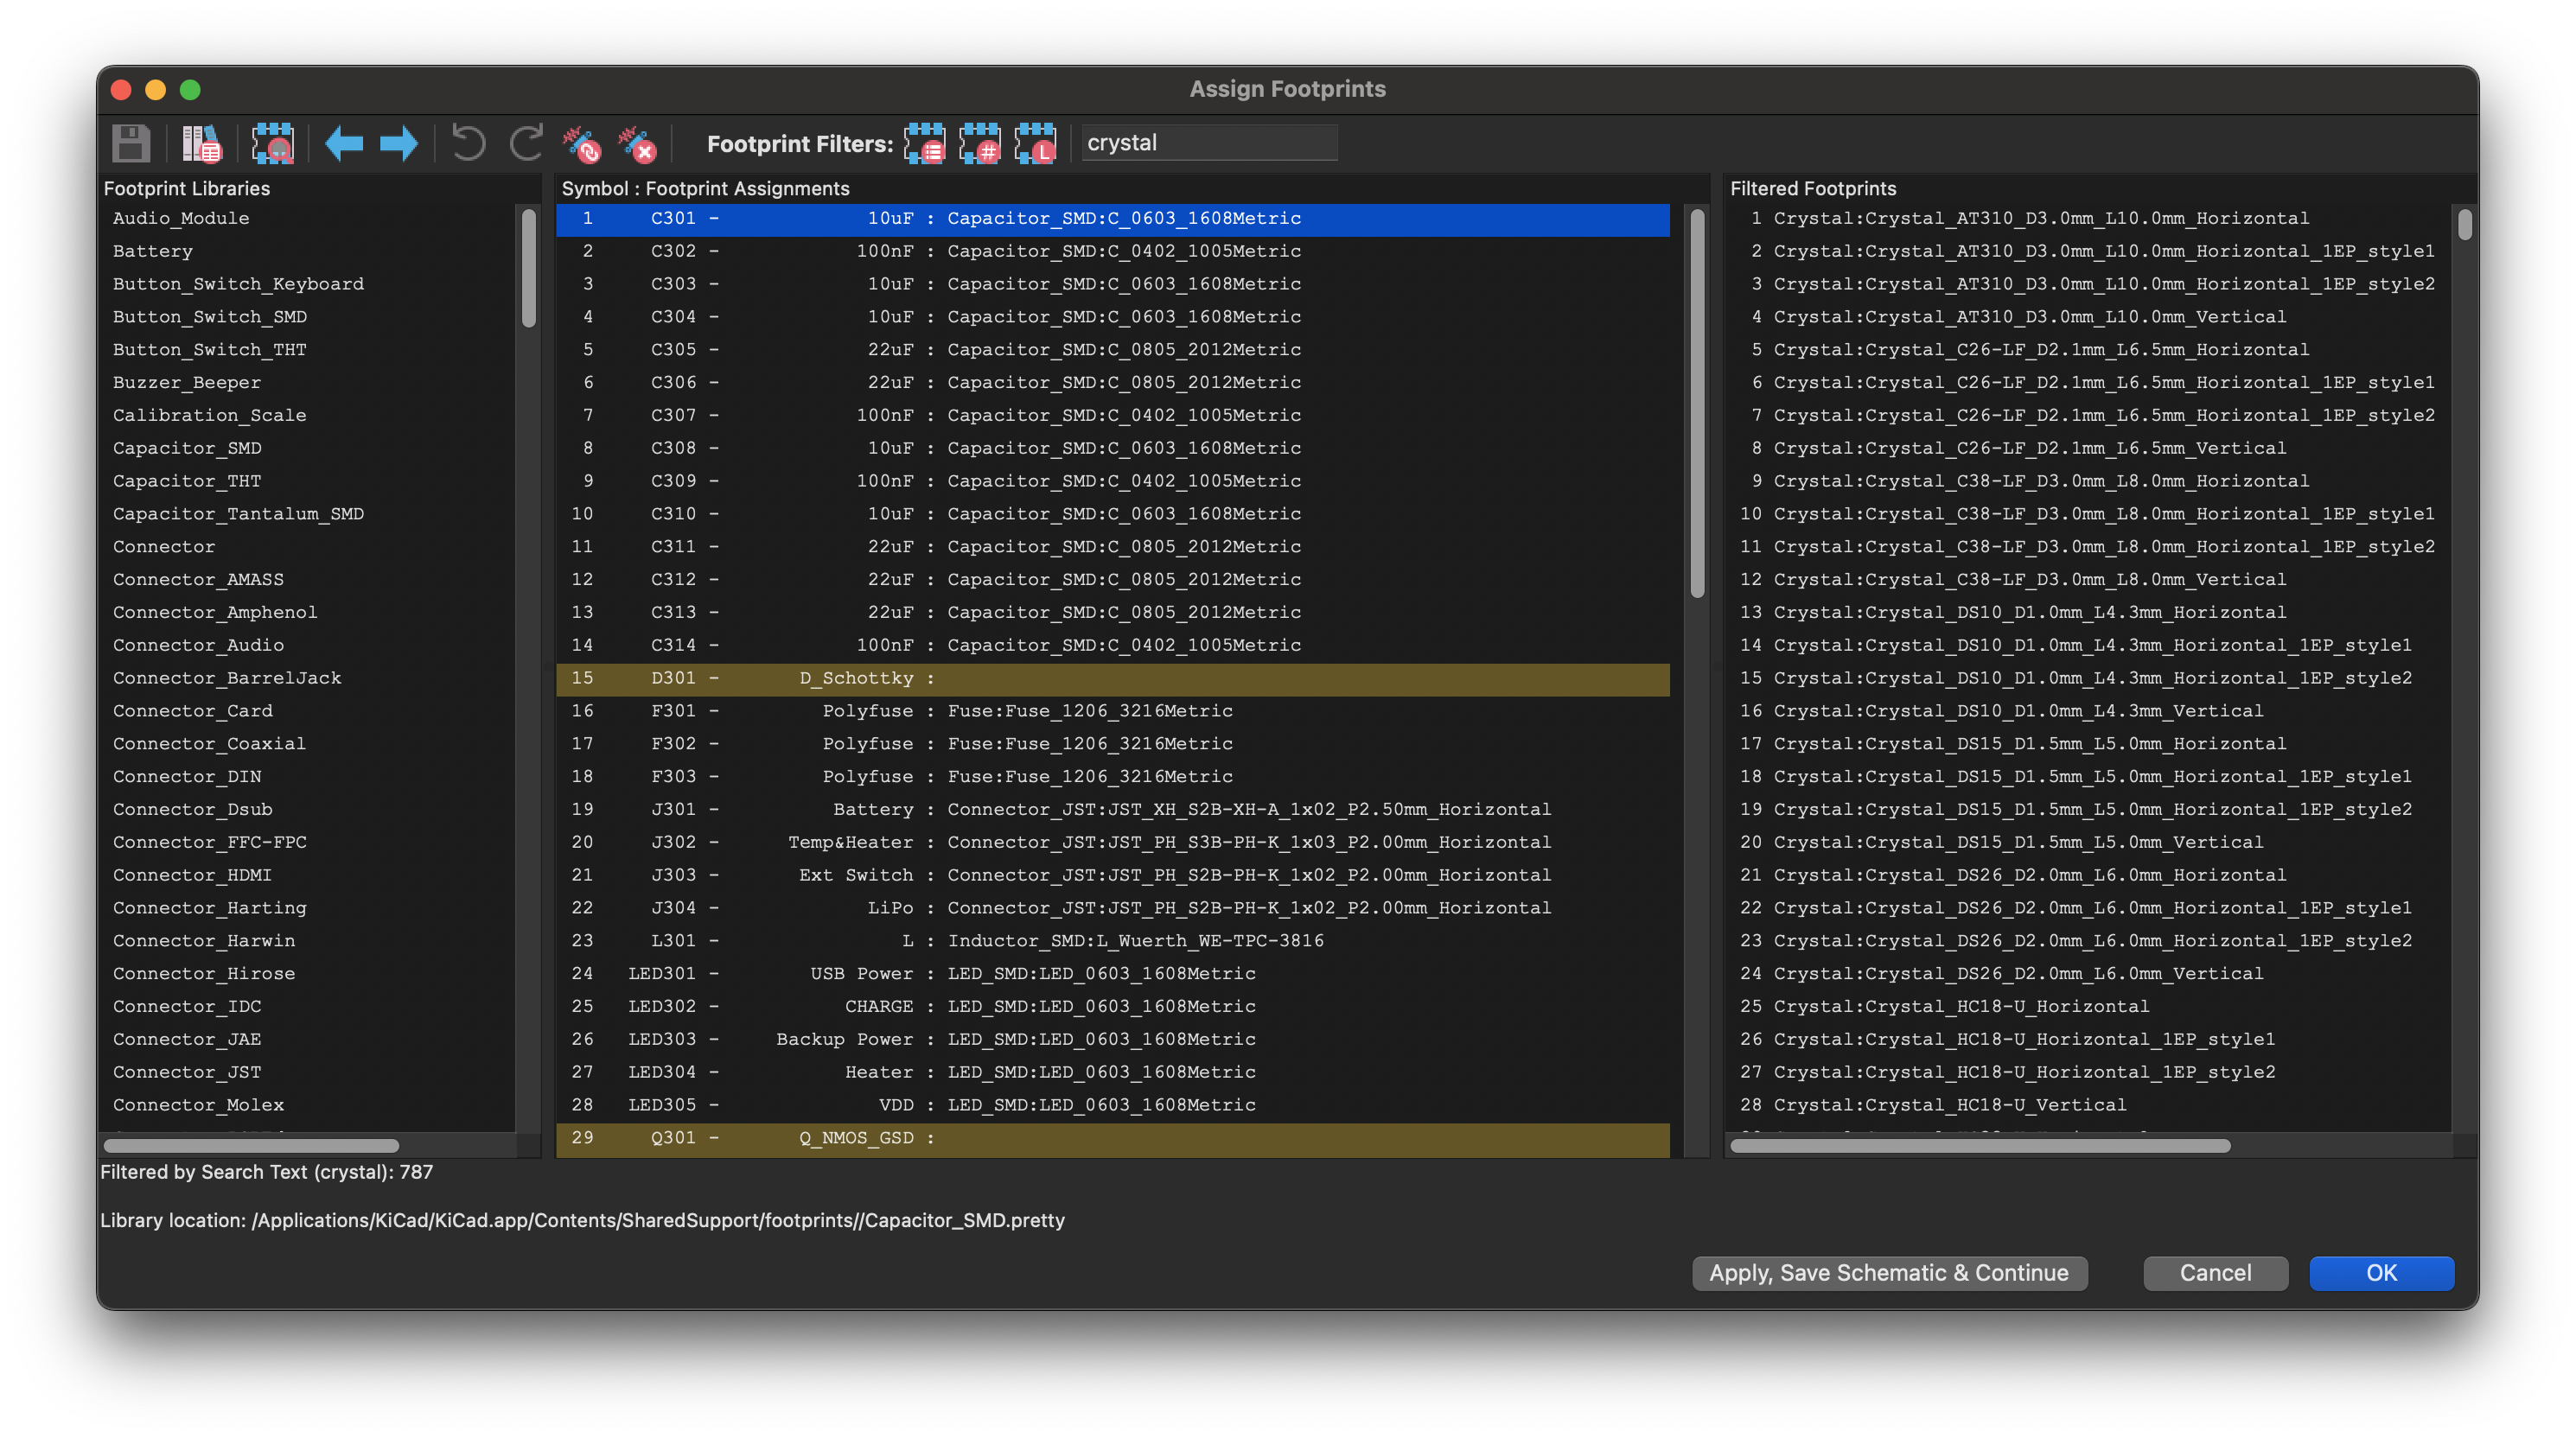 Assign Footprints
Footprint Filters:
crystal
Footprint Libraries
Audio_Module
Battery
Button_Switch_Keyboard
Button_Switch_SMD
Button_Switch_THT
Buzzer_Beeper
Calibration_Scale
Capacitor_SMD
Capacitor_THT
Capacitor_Tantalum_SMD
Connector
Connector_AMASS
Connector_Amphenol
Connector_Audio
Connector_BarrelJack
Connector_Card
Connector_Coaxial
Connector_DIN
Connector_Dsub
Connector_FFC-FPC
Connector_HDMI
Connector_Harting
Connector_Harwin
Connector_Hirose
Connector_IDC
Connector_JAE
Connector_JST
Connector_Molex
Symbol : Footprint Assignments
1 C301 - 10uF : Capacitor_SMD:C_0603_1608Metric
2 C302 - 100nF : Capacitor_SMD:C_0402_1005Metric
3 C303 - 10uF : Capacitor_SMD:C_0603_1608Metric
4 C304 - 10uF : Capacitor_SMD:C_0603_1608Metric
5 C305 - 22uF : Capacitor_SMD:C_0805_2012Metric
6 C306 - 22uF : Capacitor_SMD:C_0805_2012Metric
7 C307 - 100nF : Capacitor_SMD:C_0402_1005Metric
8 C308 - 10uF : Capacitor_SMD:C_0603_1608Metric
9 C309 - 100nF : Capacitor_SMD:C_0402_1005Metric
10 C310 - 10uF : Capacitor_SMD:C_0603_1608Metric
11 C311 - 22uF : Capacitor_SMD:C_0805_2012Metric
12 C312 - 22uF : Capacitor_SMD:C_0805_2012Metric
13 C313 - 22uF : Capacitor_SMD:C_0805_2012Metric
14 C314 - 100nF : Capacitor_SMD:C_0402_1005Metric
15 D301 - D_Schottky :
16 F301 - Polyfuse : Fuse:Fuse_1206_3216Metric
17 F302 - Polyfuse : Fuse:Fuse_1206_3216Metric
18 F303 - Polyfuse : Fuse:Fuse_1206_3216Metric
19 J301 - Battery : Connector_JST:JST_XH_S2B-XH-A_1x02_P2.50mm_Horizontal
20 J302 - Temp&Heater : Connector_JST:JST_PH_S3B-PH-K_1x03_P2.00mm_Horizontal
21 J303 - Ext Switch : Connector_JST:JST_PH_S2B-PH-K_1x02_P2.00mm_Horizontal
22 J304 - LiPo : Connector_JST:JST_PH_S2B-PH-K_1x02_P2.00mm_Horizontal
23 L301 - L : Inductor_SMD:L_Wuerth_WE-TPC-3816
24 LED301 - USB Power : LED_SMD:LED_0603_1608Metric
25 LED302 - CHARGE : LED_SMD:LED_0603_1608Metric
26 LED303 - Backup Power : LED_SMD:LED_0603_1608Metric
27 LED304 - Heater : LED_SMD:LED_0603_1608Metric
28 LED305 - VDD : LED_SMD:LED_0603_1608Metric
29 Q301 - Q_NMOS_GSD :
Filtered Footprints
1 Crystal:Crystal_AT310_D3.0mm_L10.0mm_Horizontal
2 Crystal:Crystal_AT310_D3.0mm_L10.0mm_Horizontal_1EP_style1
3 Crystal:Crystal_AT310_D3.0mm_L10.0mm_Horizontal_1EP_style2
4 Crystal:Crystal_AT310_D3.0mm_L10.0mm_Vertical
5 Crystal:Crystal_C26-LF_D2.1mm_L6.5mm_Horizontal
6 Crystal:Crystal_C26-LF_D2.1mm_L6.5mm_Horizontal_1EP_style1
7 Crystal:Crystal_C26-LF_D2.1mm_L6.5mm_Horizontal_1EP_style2
8 Crystal:Crystal_C26-LF_D2.1mm_L6.5mm_Vertical
9 Crystal:Crystal_C38-LF_D3.0mm_L8.0mm_Horizontal
10 Crystal:Crystal_C38-LF_D3.0mm_L8.0mm_Horizontal_1EP_style1
11 Crystal:Crystal_C38-LF_D3.0mm_L8.0mm_Horizontal_1EP_style2
12 Crystal:Crystal_C38-LF_D3.0mm_L8.0mm_Vertical
13 Crystal:Crystal_DS10_D1.0mm_L4.3mm_Horizontal
14 Crystal:Crystal_DS10_D1.0mm_L4.3mm_Horizontal_1EP_style1
15 Crystal:Crystal_DS10_D1.0mm_L4.3mm_Horizontal_1EP_style2
16 Crystal:Crystal_DS10_D1.0mm_L4.3mm_Vertical
17 Crystal:Crystal_DS15_D1.5mm_L5.0mm_Horizontal
18 Crystal:Crystal_DS15_D1.5mm_L5.0mm_Horizontal_1EP_style1
19 Crystal:Crystal_DS15_D1.5mm_L5.0mm_Horizontal_1EP_style2
20 Crystal:Crystal_DS15_D1.5mm_L5.0mm_Vertical
21 Crystal:Crystal_DS26_D2.0mm_L6.0mm_Horizontal
22 Crystal:Crystal_DS26_D2.0mm_L6.0mm_Horizontal_1EP_style1
23 Crystal:Crystal_DS26_D2.0mm_L6.0mm_Horizontal_1EP_style2
24 Crystal:Crystal_DS26_D2.0mm_L6.0mm_Vertical
25 Crystal:Crystal_HC18-U_Horizontal
26 Crystal:Crystal_HC18-U_Horizontal_1EP_style1
27 Crystal:Crystal_HC18-U_Horizontal_1EP_style2
28 Crystal:Crystal_HC18-U_Vertical
Filtered by Search Text (crystal): 787
Library location: /Applications/KiCad/KiCad.app/Contents/SharedSupport/footprints//Capacitor_SMD.pretty
Apply, Save Schematic & Continue
Cancel
OK